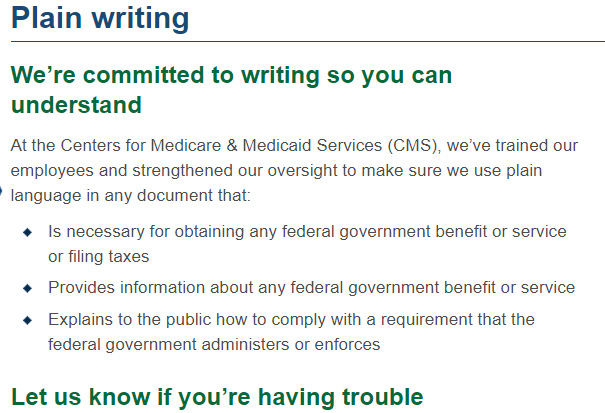 Plain writing
We’re committed to writing so you can
understand
At the Centers for Medicare & Medicaid Services (CMS), we’ve trained our
employees and strengthened our oversight to make sure we use plain
language in any document that:
Is necessary for obtaining any federal government benefit or service
or filing taxes
Provides information about any federal government benefit or service
Explains to the public how to comply with a requirement that the
federal government administers or enforces
Let us know if you’re having trouble